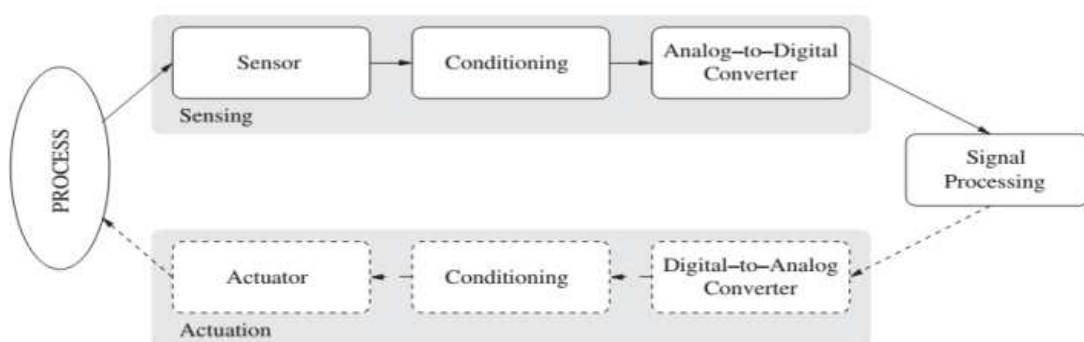 Sensor
Conditioning
Analog–to–Digital
Converter
Sensing
PROCESS
Signal
Processing
Actuator
Conditioning
Digital–to–Analog
Converter
Actuation